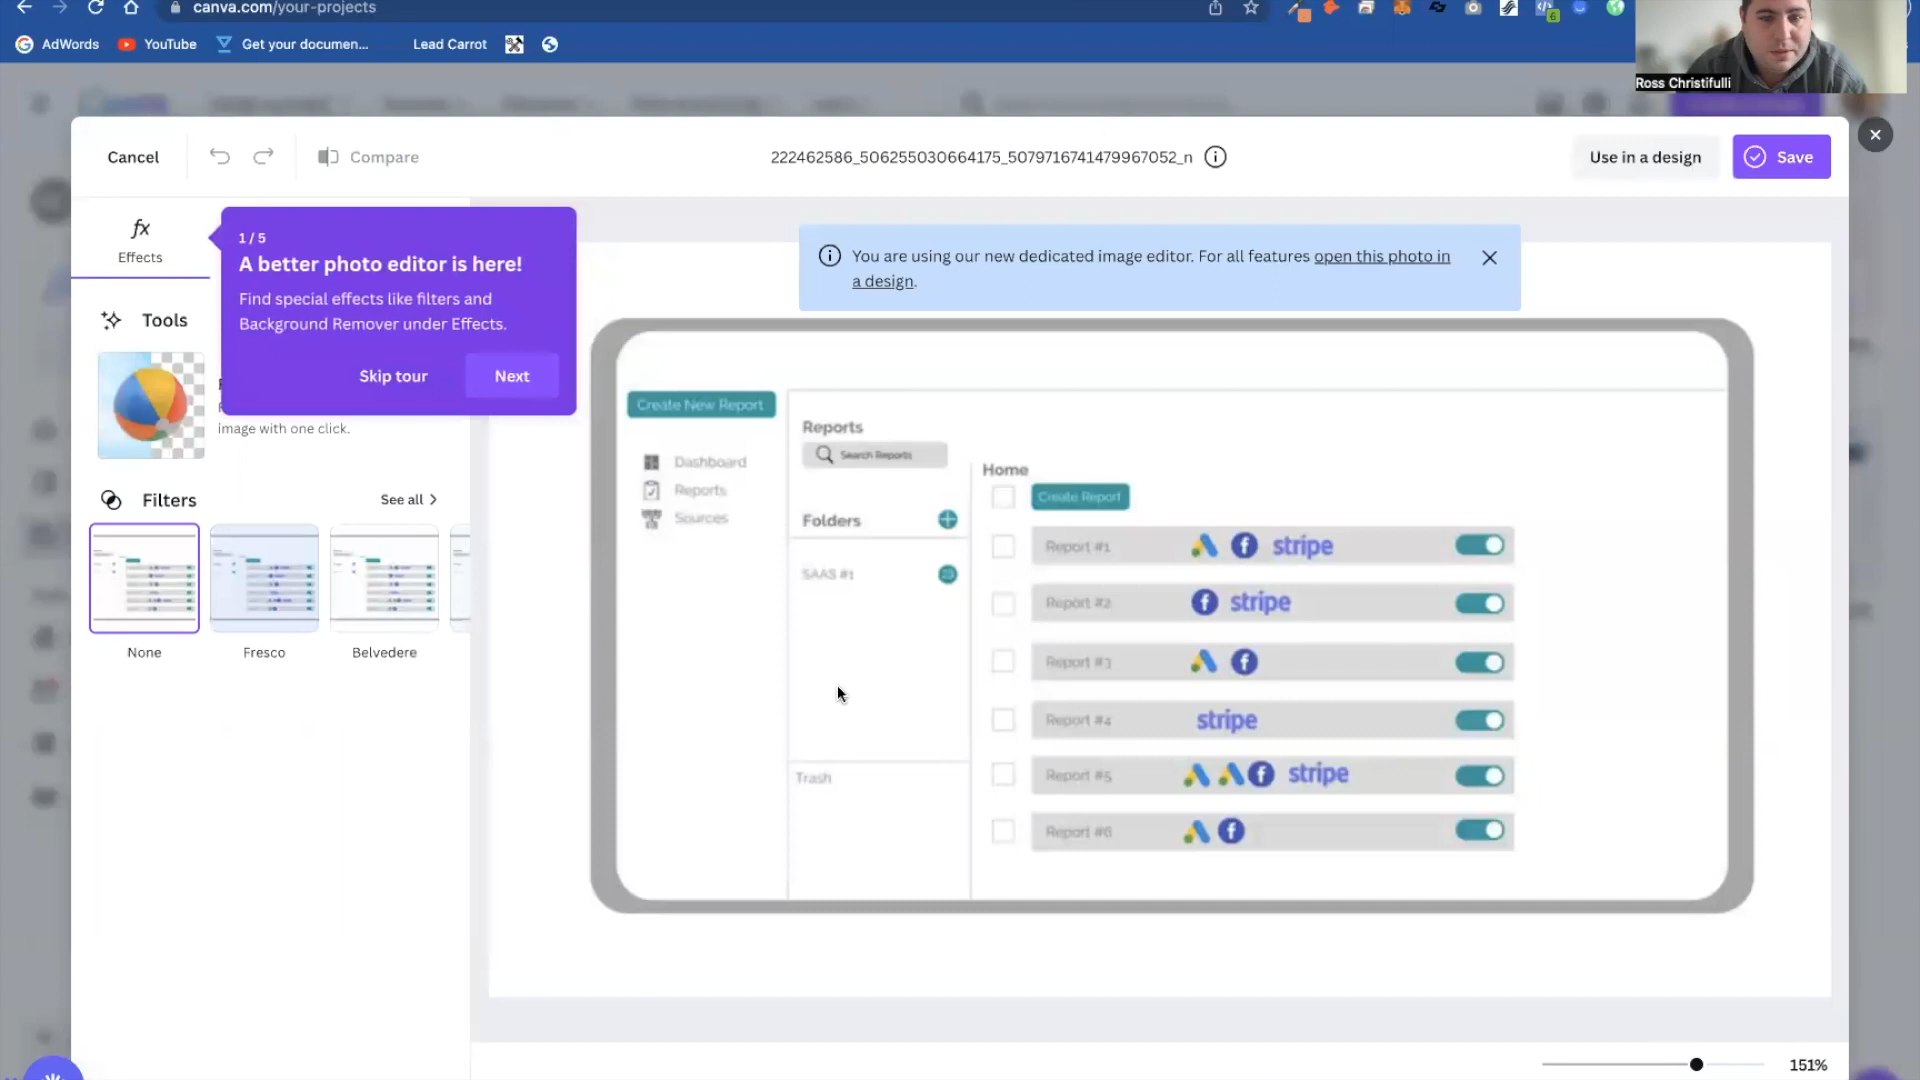 canva.com/your-projects
AdWords
YouTube
Get your documen...
Lead Carrot
6
Ross Christifulli
Cancel
Compare
222462586_506255030664175_5079716741479967052_n
Use in a design
Save
fx
Effects
1 / 5
A better photo editor is here!
Find special effects like filters and
Background Remover under Effects.
Skip tour
Next
Tools
image with one click.
Filters
See all
None
Fresco
Belvedere
You are using our new dedicated image editor. For all features open this photo in
a design.
Create New Report
Dashboard
Reports
Sources
Reports
Search Reports
Folders
SAAS #1
Trash
Home
Create Report
Report #1
stripe
Report #2
stripe
Report #3
Report #4
stripe
Report #5
stripe
Report #6
151%